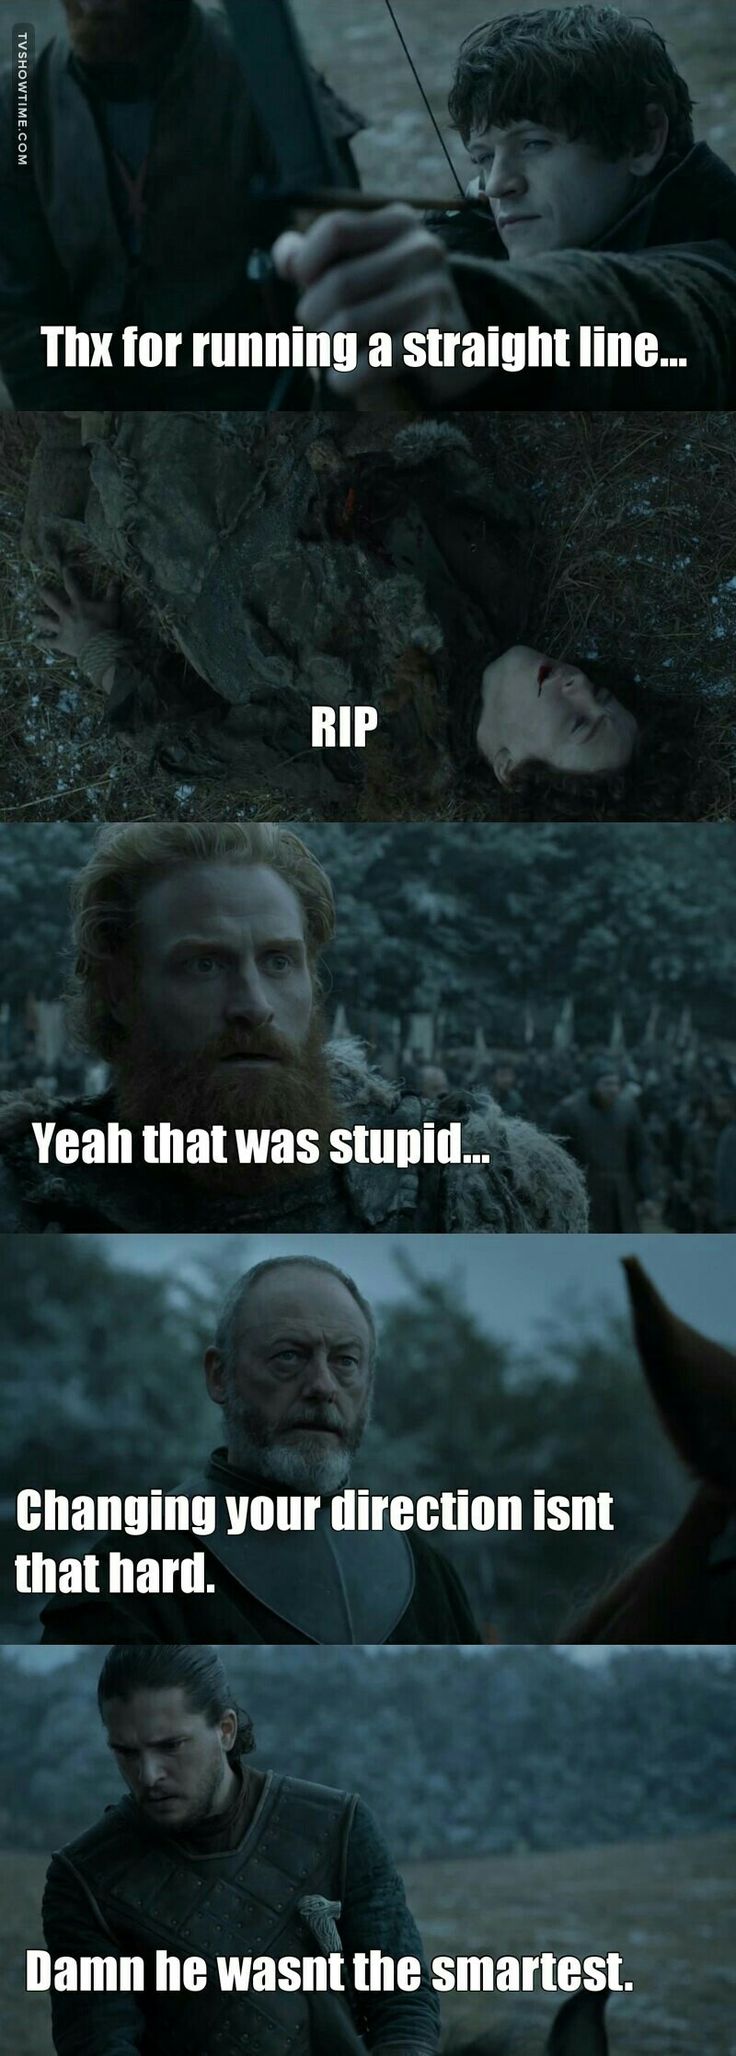 TVSHOWTIME.COM
Thx for running a straight line...
RIP
Yeah that was stupid...
Changing your direction isnt
that hard.
Damn he wasnt the smartest.